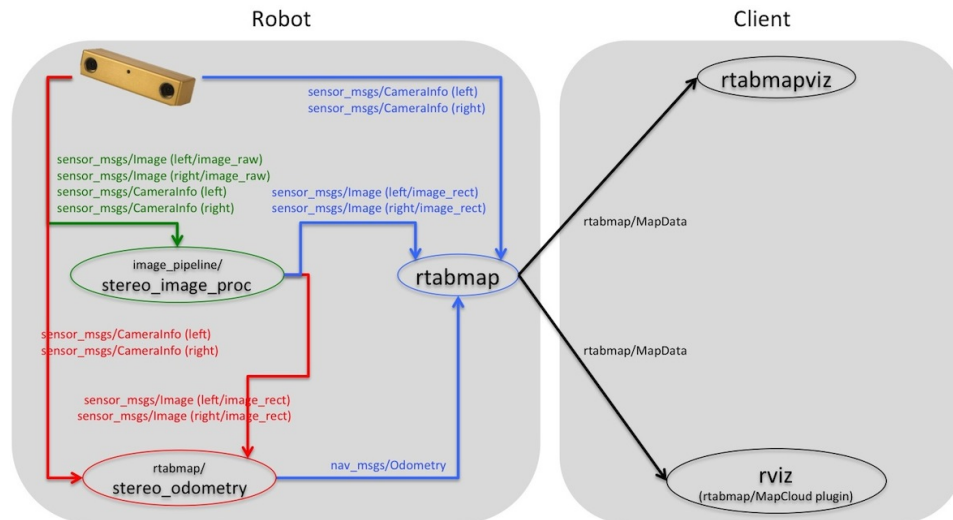 Robot
Client
sensor_msgs/CameraInfo (left)
sensor_msgs/CameraInfo (right)
rtabmapviz
sensor_msgs/Image (left/image_raw)
sensor_msgs/Image (right/image_raw)
sensor_msgs/CameraInfo (left)
sensor_msgs/CameraInfo (right)
sensor_msgs/Image (left/image_rect)
sensor_msgs/Image (right/image_rect)
rtabmap/MapData
image_pipeline/
stereo_image_proc
rtabmap
sensor_msgs/CameraInfo (left)
sensor_msgs/CameraInfo (right)
rtabmap/MapData
sensor_msgs/Image (left/image_rect)
sensor_msgs/Image (right/image_rect)
rtabmap/
stereo_odometry
nav_msgs/Odometry
rviz
(rtabmap/MapCloud plugin)